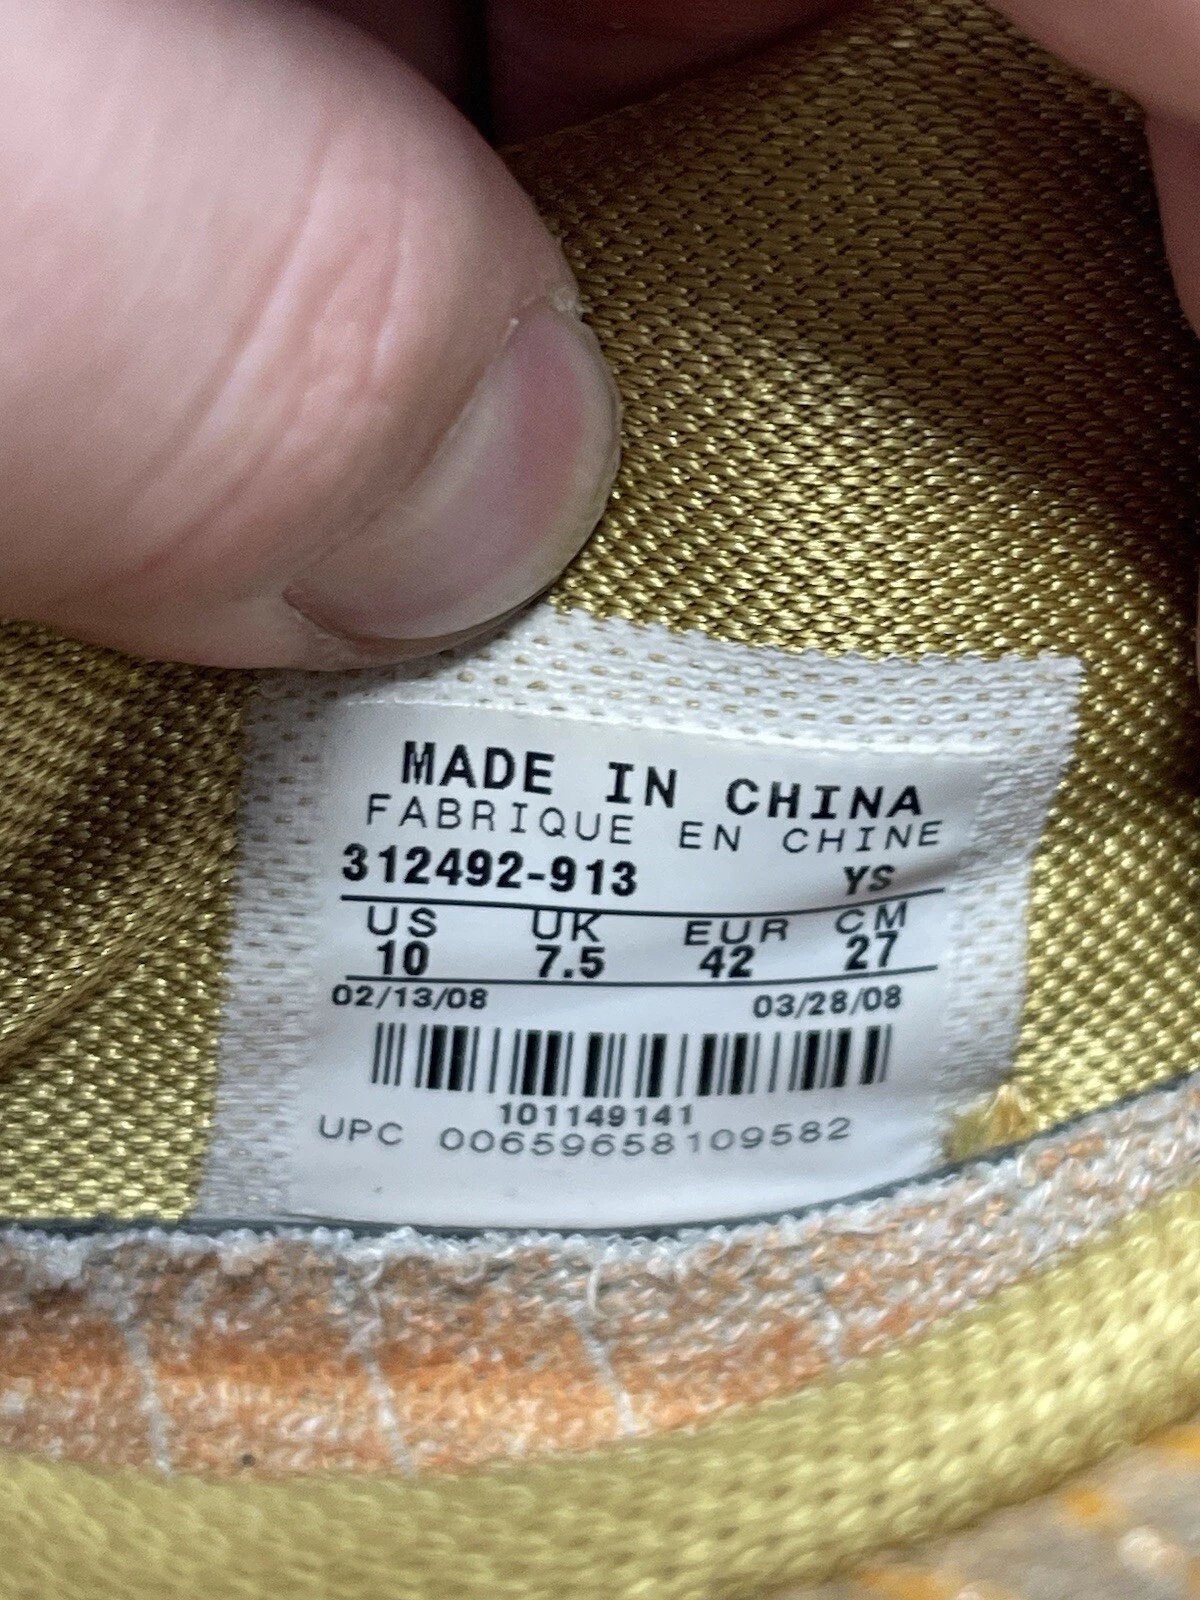 MADE IN CHINA
FABRIQUE EN CHINE
312492-913 YS
US UK EUR CM
10 7.5 42 27
02/13/08 03/28/08
101149141
UPC 00659658109582